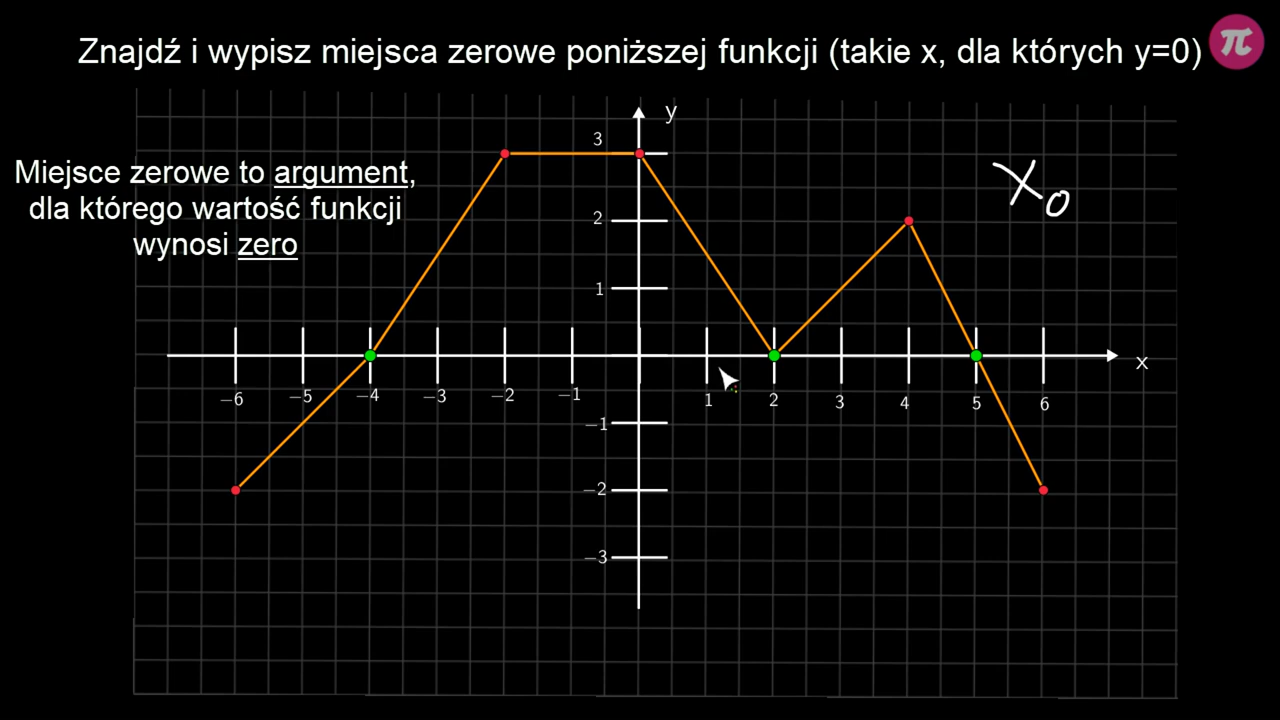 Znajdź i wypisz miejsca zerowe poniższej funkcji (takie x, dla których y=0)
π
Miejsce zerowe to argument,
dla którego wartość funkcji
wynosi zero
y
x₀
3
2
1
x
−6 −5 −4 −3 −2 −1 1 2 3 4 5 6
−1
−2
−3